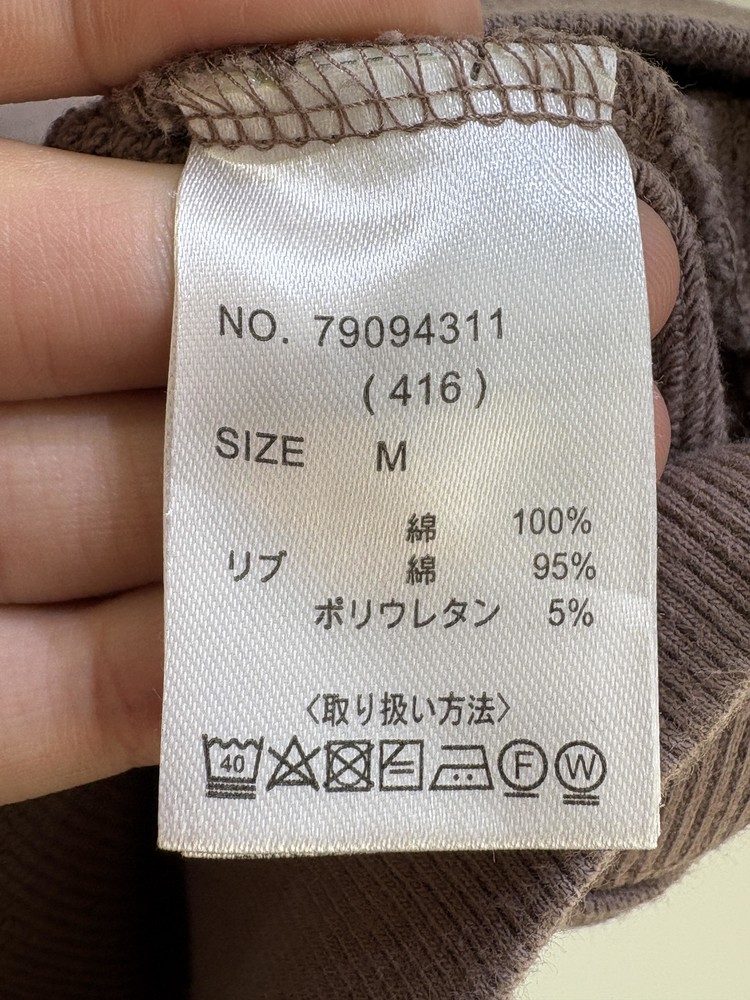 NO. 79094311
(416)
SIZE M
綿 100%
リブ 綿 95%
ポリウレタン 5%
〈取り扱い方法〉
40 F W